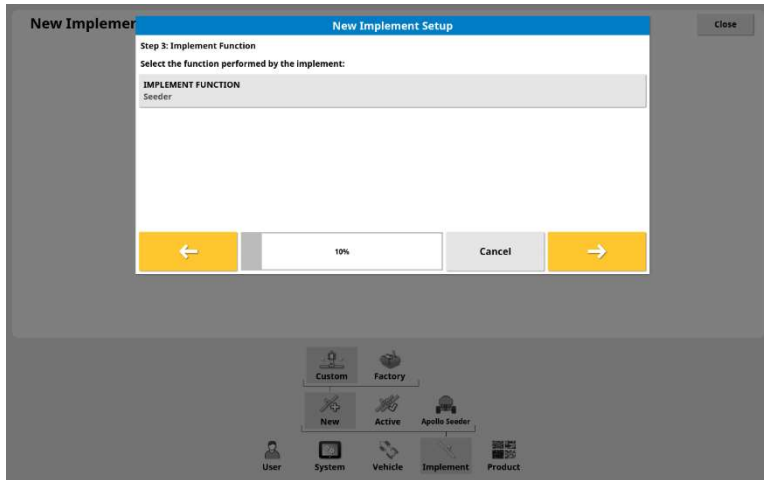 New Implemen
New Implement Setup
Close
Step 3: Implement Function
Select the function performed by the implement:
IMPLEMENT FUNCTION
Seeder
10%
Cancel
Custom
Factory
New
Active
Apollo Seeder
User
System
Vehicle
Implement
Product